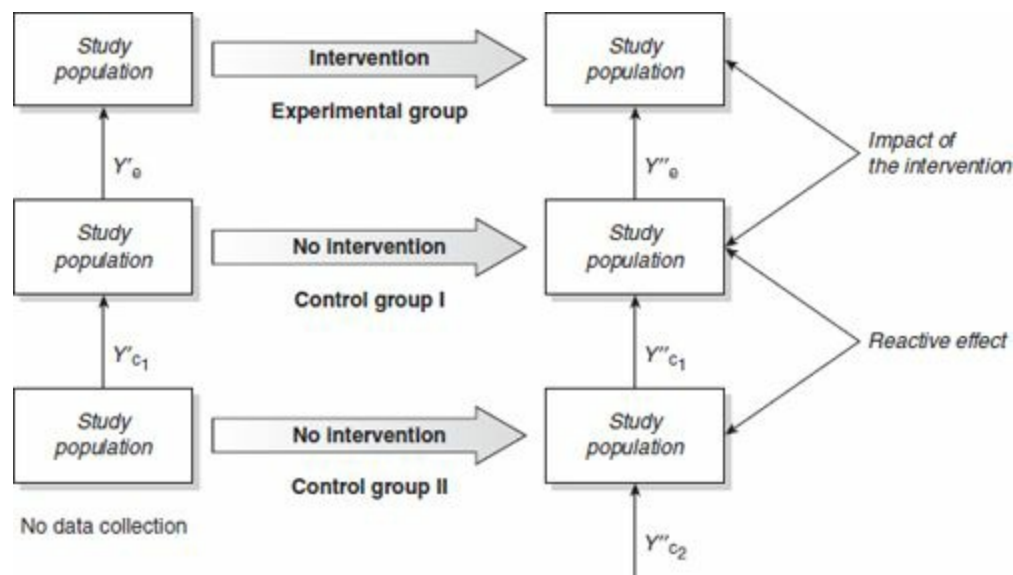 Study
population
Intervention
Study
population
Experimental group
Impact of
the intervention
Y′e
Y″e
Study
population
No intervention
Study
population
Control group I
Y′c1
Y″c1
Reactive effect
Study
population
No intervention
Study
population
Control group II
No data collection
Y″c2